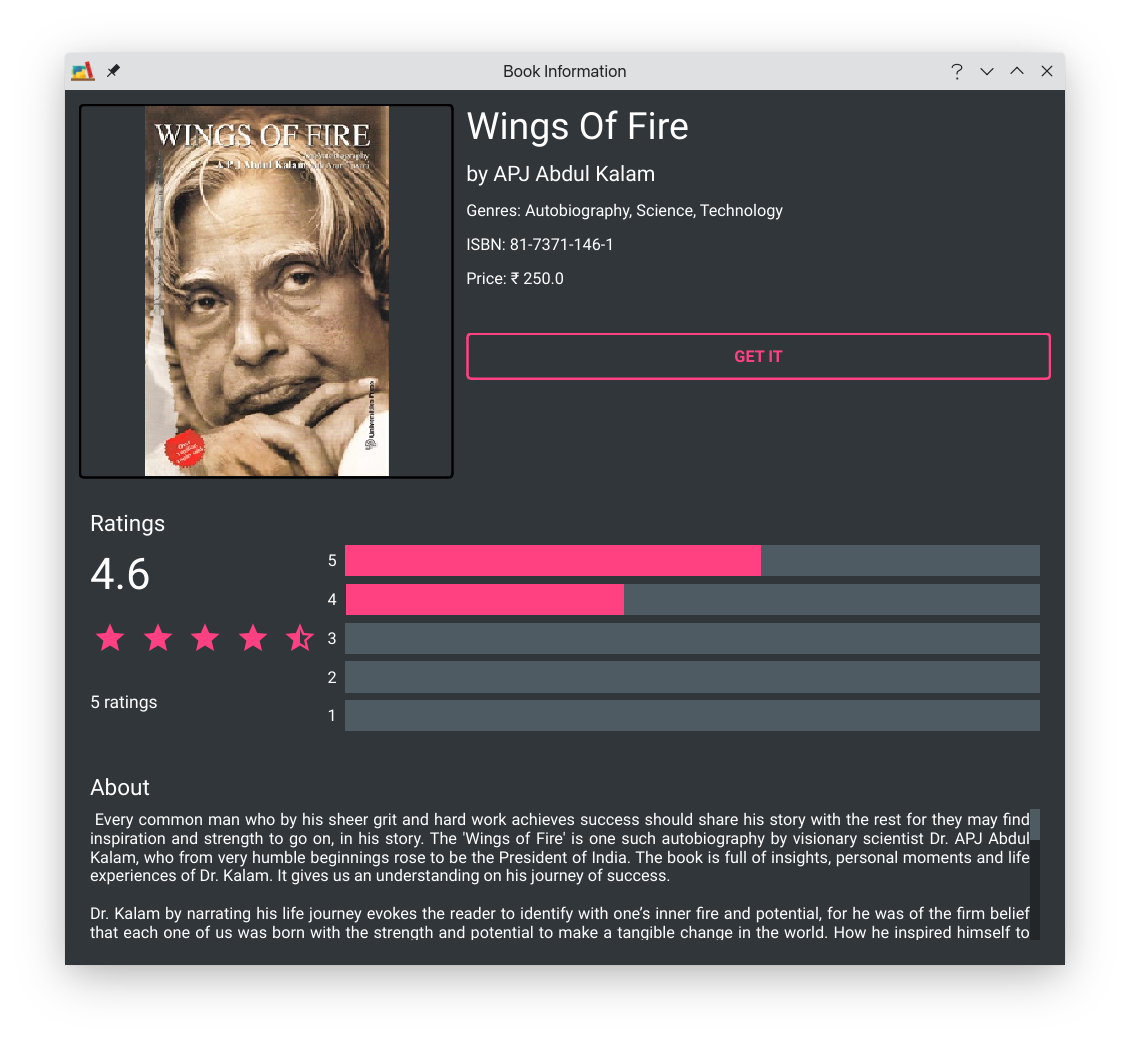 Book Information
WINGS OF FIRE
A P J Abdul Kalam
Universities Press
Wings Of Fire
by APJ Abdul Kalam
Genres: Autobiography, Science, Technology
ISBN: 81-7371-146-1
Price: ₹ 250.0
GET IT
Ratings
4.6
5 ratings
5
4
3
2
1
About
Every common man who by his sheer grit and hard work achieves success should share his story with the rest for they may find
inspiration and strength to go on, in his story. The 'Wings of Fire' is one such autobiography by visionary scientist Dr. APJ Abdul
Kalam, who from very humble beginnings rose to be the President of India. The book is full of insights, personal moments and life
experiences of Dr. Kalam. It gives us an understanding on his journey of success.
Dr. Kalam by narrating his life journey evokes the reader to identify with one’s inner fire and potential, for he was of the firm belief
that each one of us was born with the strength and potential to make a tangible change in the world. How he inspired himself to